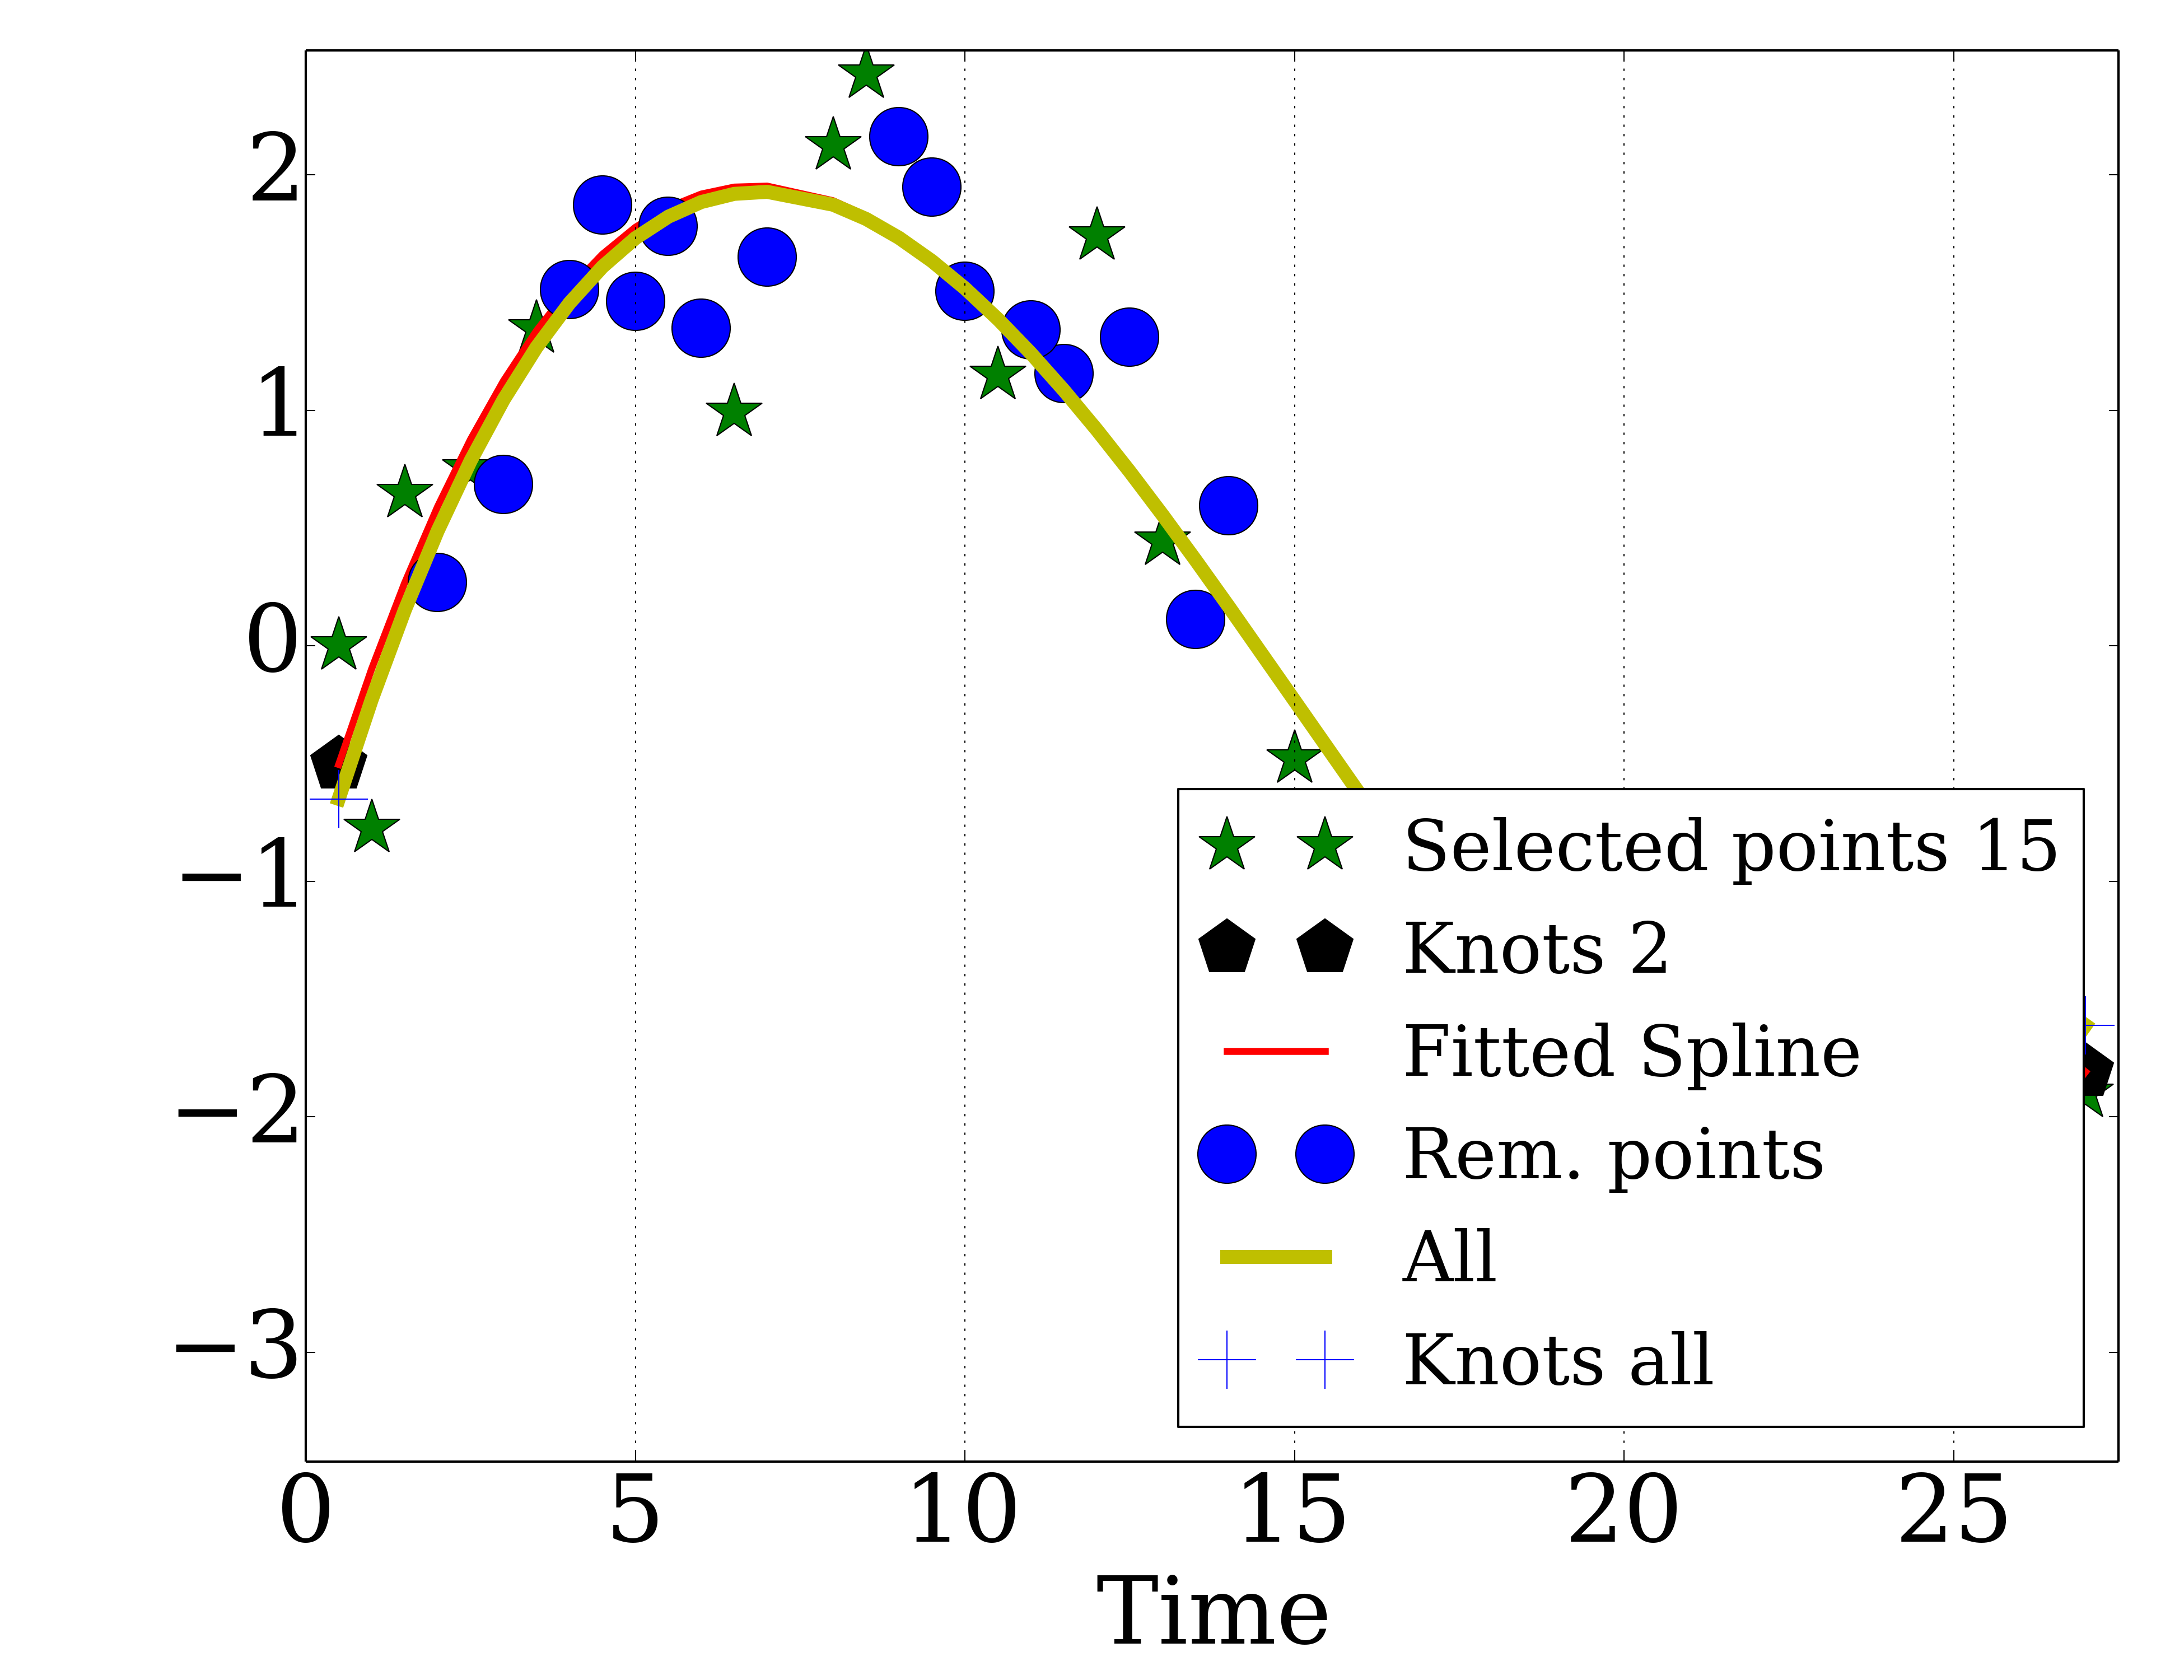 2
1
0
−1
−2
−3
Selected points 15
Knots 2
Fitted Spline
Rem. points
All
Knots all
0 5 10 15 20 25
Time